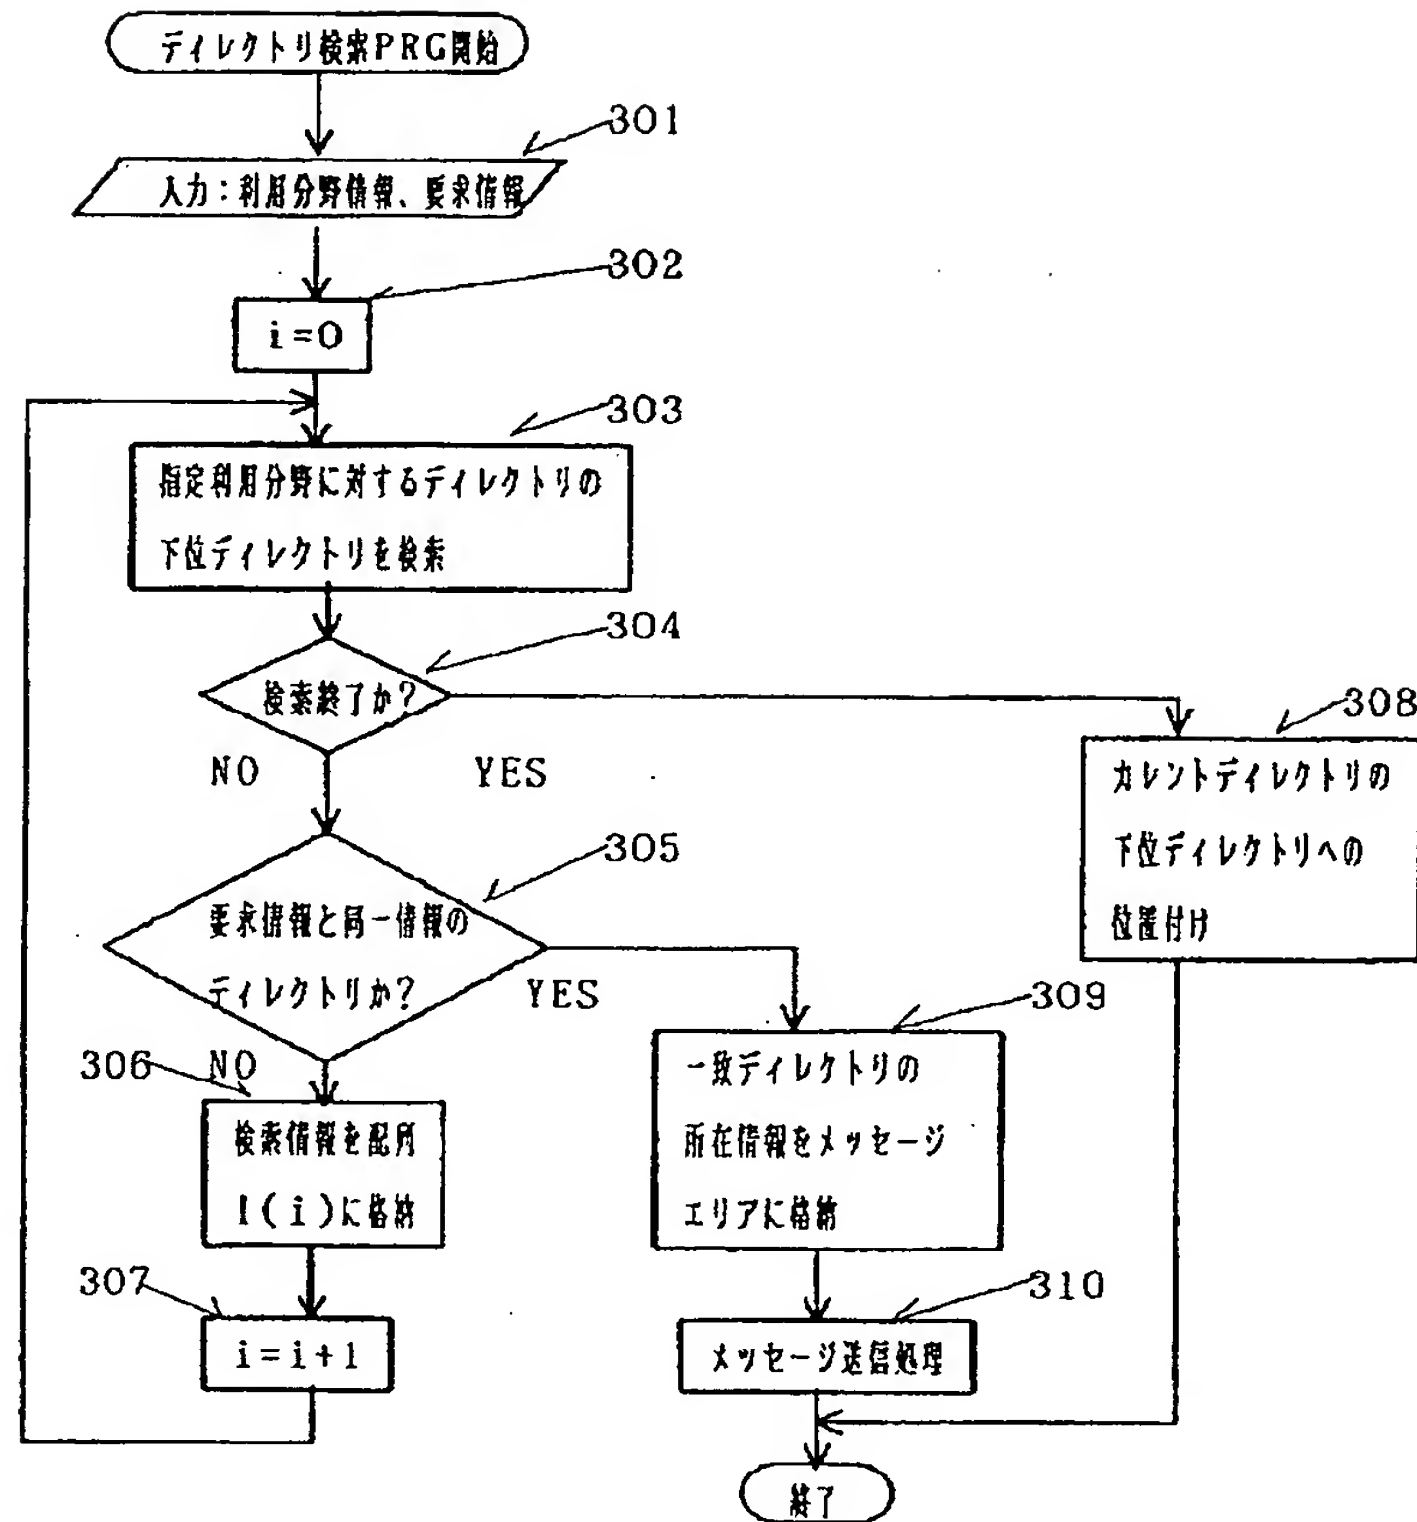 ディレクトリ検索PRG開始
301
入力:利用分野情報、要求情報
302
i=0
303
指定利用分野に対するディレクトリの
下位ディレクトリを検索
304
検索終了か?
308
NO
YES
カレントディレクトリの
下位ディレクトリへの
位置付け
305
要求情報と同一情報の
ディレクトリか?
YES
309
306
NO
一致ディレクトリの
所在情報をメッセージ
エリアに格納
検索情報を配列
I(i)に格納
307
310
i=i+1
メッセージ送信処理
終了